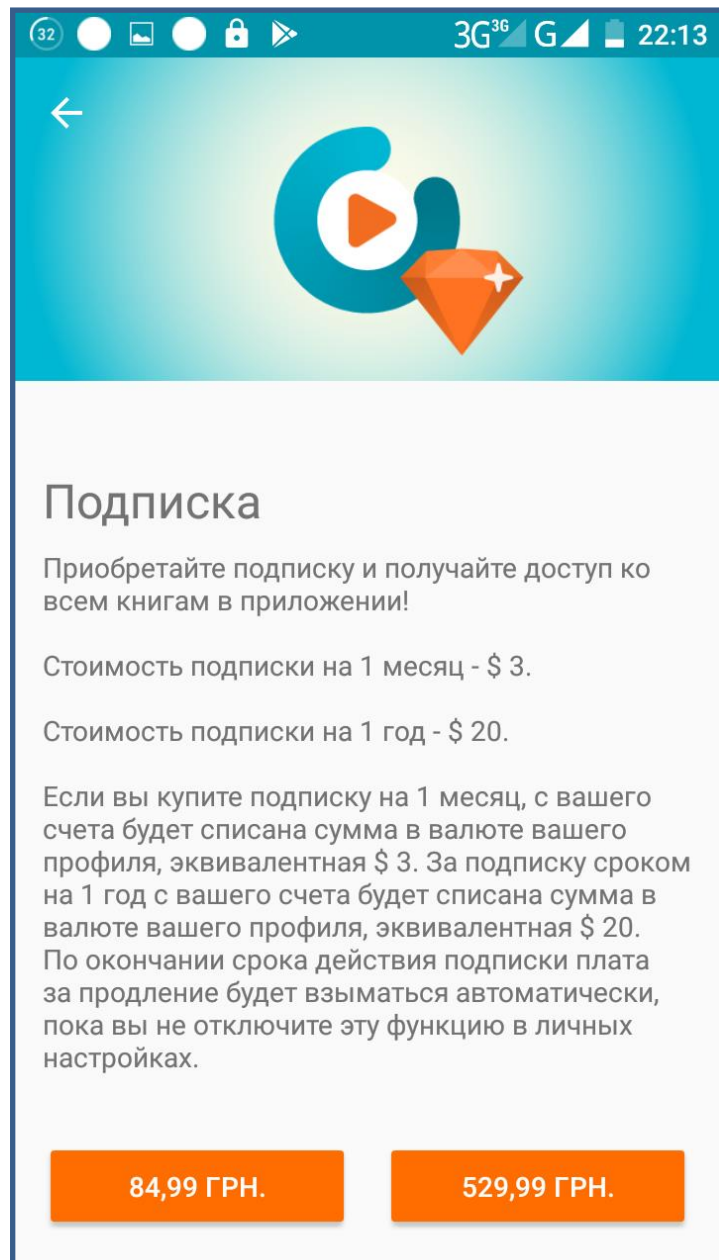 32
3G3G G 22:13
Подписка
Приобретайте подписку и получайте доступ ко
всем книгам в приложении!
Стоимость подписки на 1 месяц - $ 3.
Стоимость подписки на 1 год - $ 20.
Если вы купите подписку на 1 месяц, с вашего
счета будет списана сумма в валюте вашего
профиля, эквивалентная $ 3. За подписку сроком
на 1 год с вашего счета будет списана сумма в
валюте вашего профиля, эквивалентная $ 20.
По окончании срока действия подписки плата
за продление будет взыматься автоматически,
пока вы не отключите эту функцию в личных
настройках.
84,99 ГРН. 529,99 ГРН.